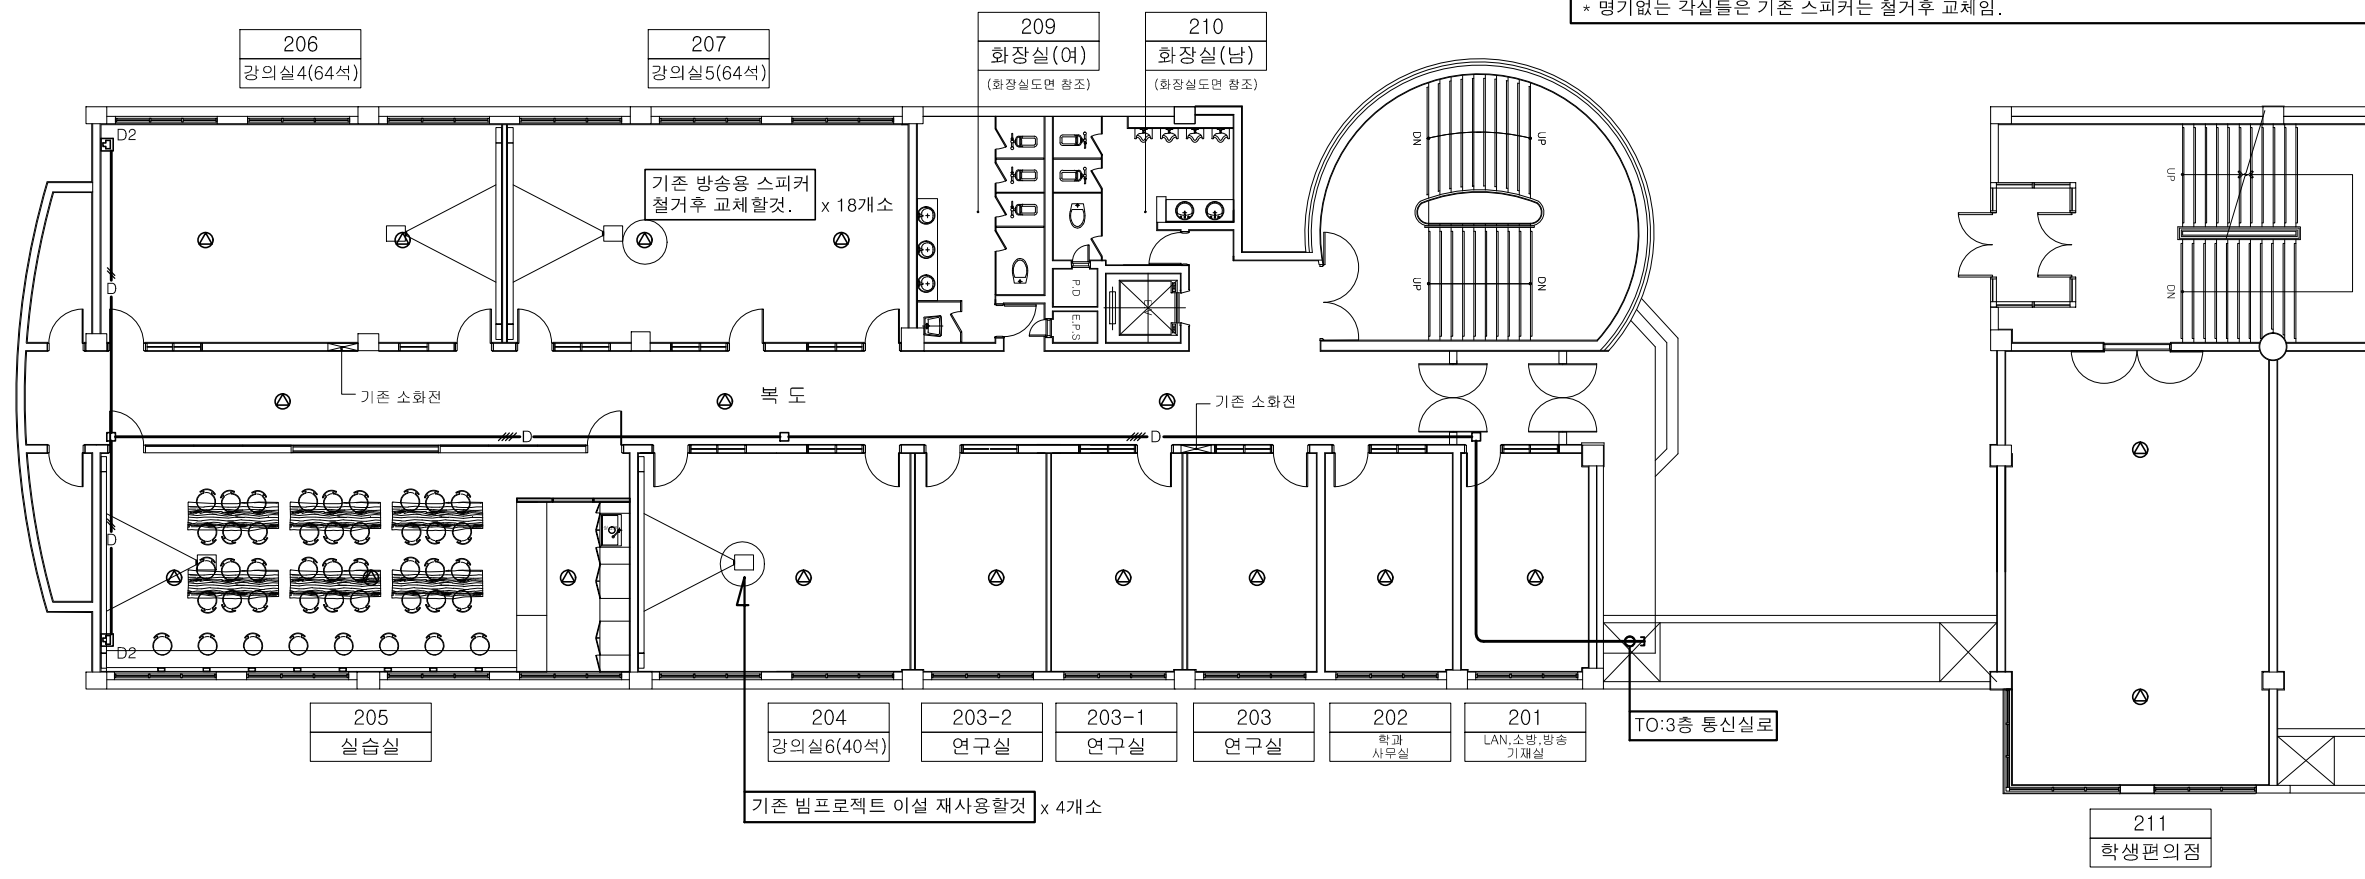 * 명기없는 각실들은 기존 스피커는 철거후 교체임.
206
강의실4(64석)
207
강의실5(64석)
209
화장실(여)
(화장실도면 참조)
210
화장실(남)
(화장실도면 참조)
D2
기존 방송용 스피커
철거후 교체할것.
x 18개소
DN
UP
UP
DN
UP
DN
D
P.D
E.P.S
기존 소화전
복 도
기존 소화전
D
D
D
D2
205
실습실
204
강의실6(40석)
203-2
연구실
203-1
연구실
203
연구실
202
학과
사무실
201
LAN,소방,방송
기재실
TO:3층 통신실로
기존 빔프로젝트 이설 재사용할것
x 4개소
211
학생편의점